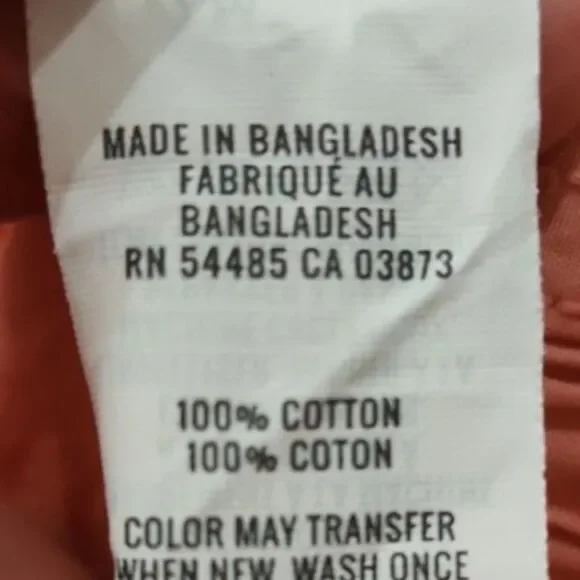 MADE IN BANGLADESH
FABRIQUÉ AU
BANGLADESH
RN 54485 CA 03873
100% COTTON
100% COTON
COLOR MAY TRANSFER
WHEN NEW, WASH ONCE